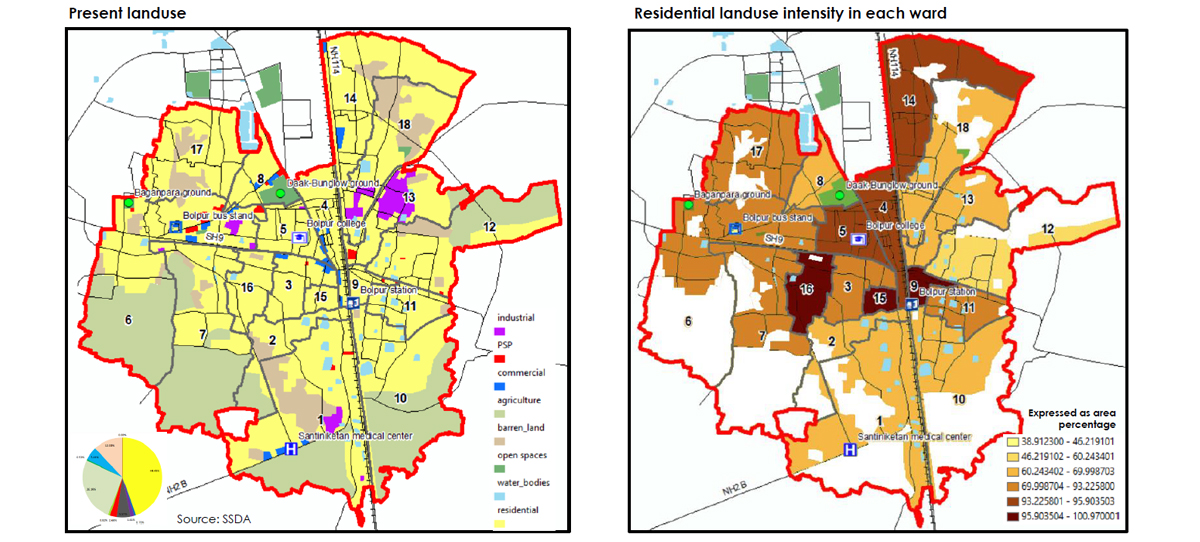 Present landuse
Residential landuse intensity in each ward
NH114
14
18
17
8
Daak-Bunglow ground
Baganpara ground
13
4
Bolpur bus stand
5
Bolpur college
12
SH9
16
3
15
9
Bolpur station
11
6
7
2
10
1
Santiniketan medical center
NH2B
Source: SSDA
industrial
PSP
commercial
agriculture
barren_land
open spaces
water_bodies
residential
NH114
14
18
17
8
Daak-Bunglow ground
Baganpara ground
13
4
Bolpur bus stand
5
Bolpur college
12
SH9
16
3
15
9
Bolpur station
11
6
7
2
10
1
Santiniketan medical center
NH2B
Expressed as area
percentage
38.912300 - 46.219101
46.219102 - 60.243401
60.243402 - 69.998703
69.998704 - 93.225800
93.225801 - 95.903503
95.903504 - 100.970001